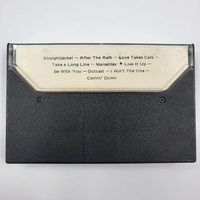 Straightjacket — After The Rain — Love Takes Care —
Take a Long Line — Marseilles • Live It Up —
Be With You — Outcast — I Ain't The One —
Comin' Down